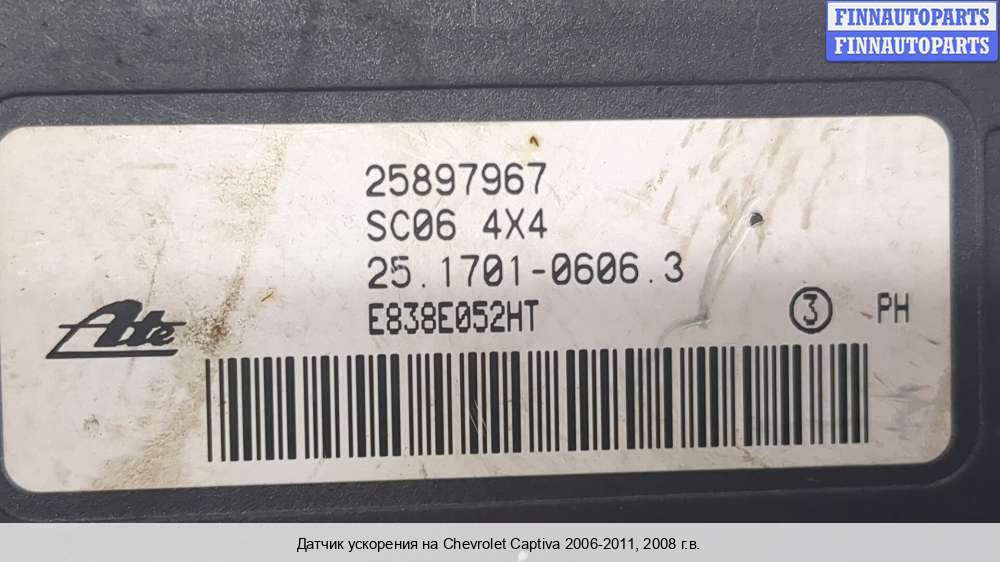 FINNAUTOPARTS
FINNAUTOPARTS
25897967
SC06 4X4
25.1701-0606.3
E838E052HT
3 PH
Ate
Датчик ускорения на Chevrolet Captiva 2006-2011, 2008 г.в.